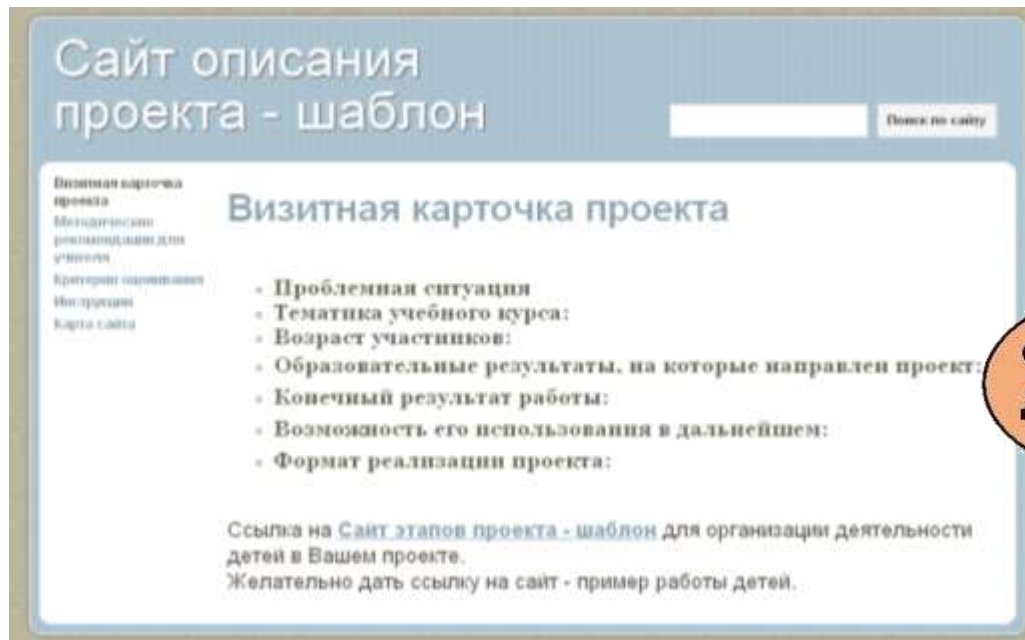 Сайт описания
проекта - шаблон
Поиск по сайту
Визитная карточка
проекта
Методические
рекомендации для
учителя
Критерии оценивания
Инструкции
Карта сайта
Визитная карточка проекта
Проблемная ситуация
Тематика учебного курса:
Возраст участников:
Образовательные результаты, на которые направлен проект:
Конечный результат работы:
Возможность его использования в дальнейшем:
Формат реализации проекта:
Ссылка на Сайт этапов проекта - шаблон для организации деятельности
детей в Вашем проекте.
Желательно дать ссылку на сайт - пример работы детей.